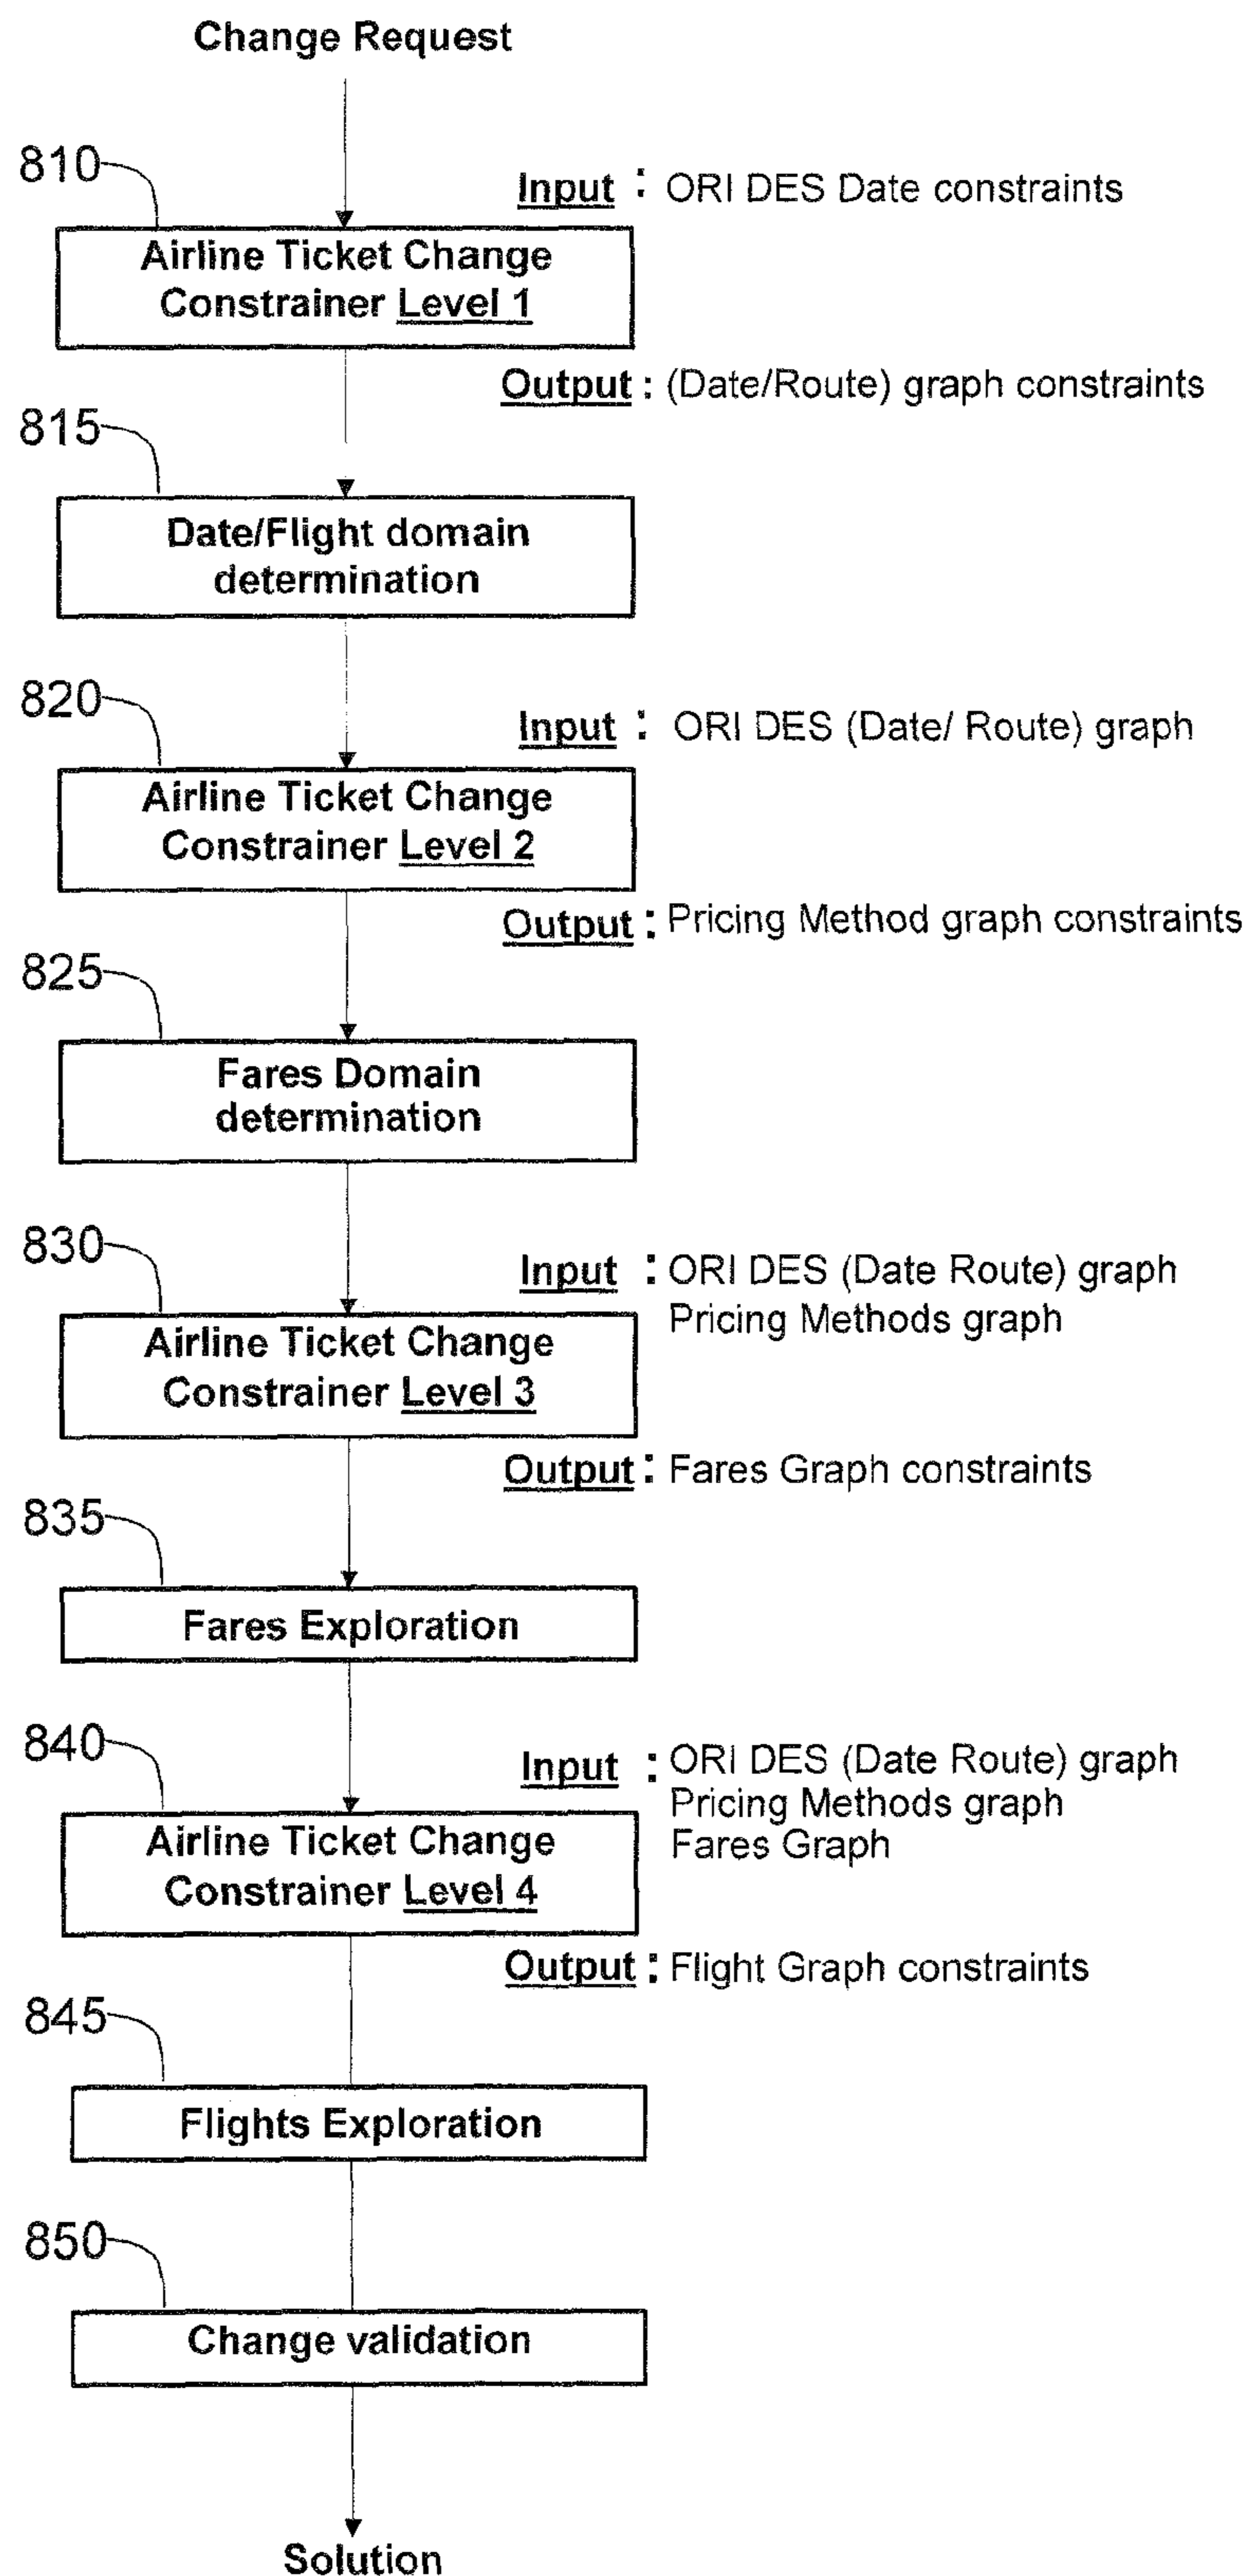 Change Request
810
Input : ORI DES Date constraints
Airline Ticket Change
Constrainer Level 1
Output : (Date/Route) graph constraints
815
Date/Flight domain
determination
820
Input : ORI DES (Date/ Route) graph
Airline Ticket Change
Constrainer Level 2
Output : Pricing Method graph constraints
825
Fares Domain
determination
830
Input : ORI DES (Date Route) graph
Pricing Methods graph
Airline Ticket Change
Constrainer Level 3
Output : Fares Graph constraints
835
Fares Exploration
840
Input : ORI DES (Date Route) graph
Pricing Methods graph
Fares Graph
Airline Ticket Change
Constrainer Level 4
Output : Flight Graph constraints
845
Flights Exploration
850
Change validation
Solution